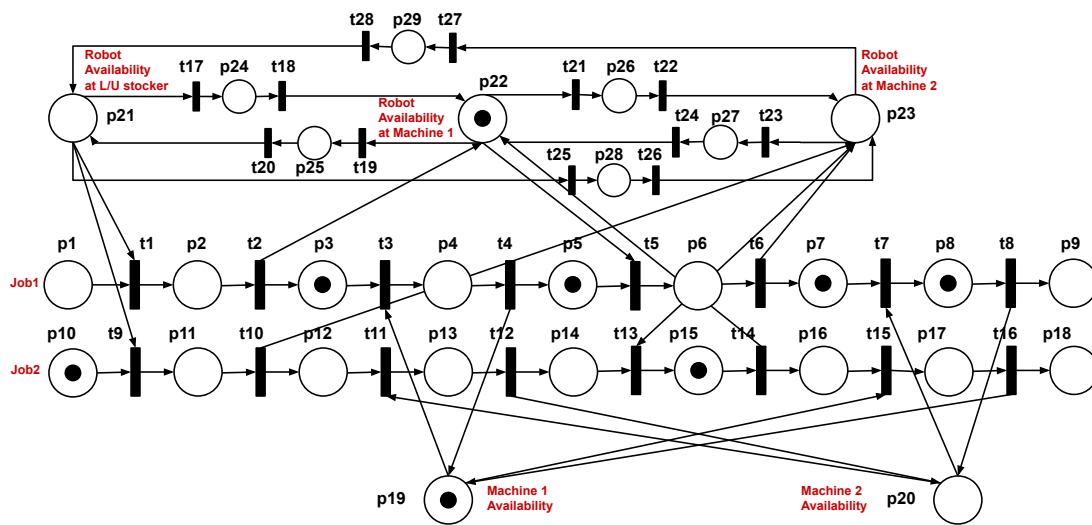 t28 p29 t27
Robot
Availability
at L/U stocker
t17 p24 t18
p22
t21 p26 t22
Robot
Availability
at Machine 2
p21
Robot
Availability
at Machine 1
t24 p27 t23
p23
t20 p25 t19
t25 p28 t26
p1 t1 p2 t2 p3 t3 p4 t4 p5 t5 p6 t6 p7 t7 p8 t8 p9
Job1
p10 t9 p11 t10 p12 t11 p13 t12 p14 t13 p15 t14 p16 t15 p17 t16 p18
Job2
p19
Machine 1
Availability
Machine 2
Availability
p20